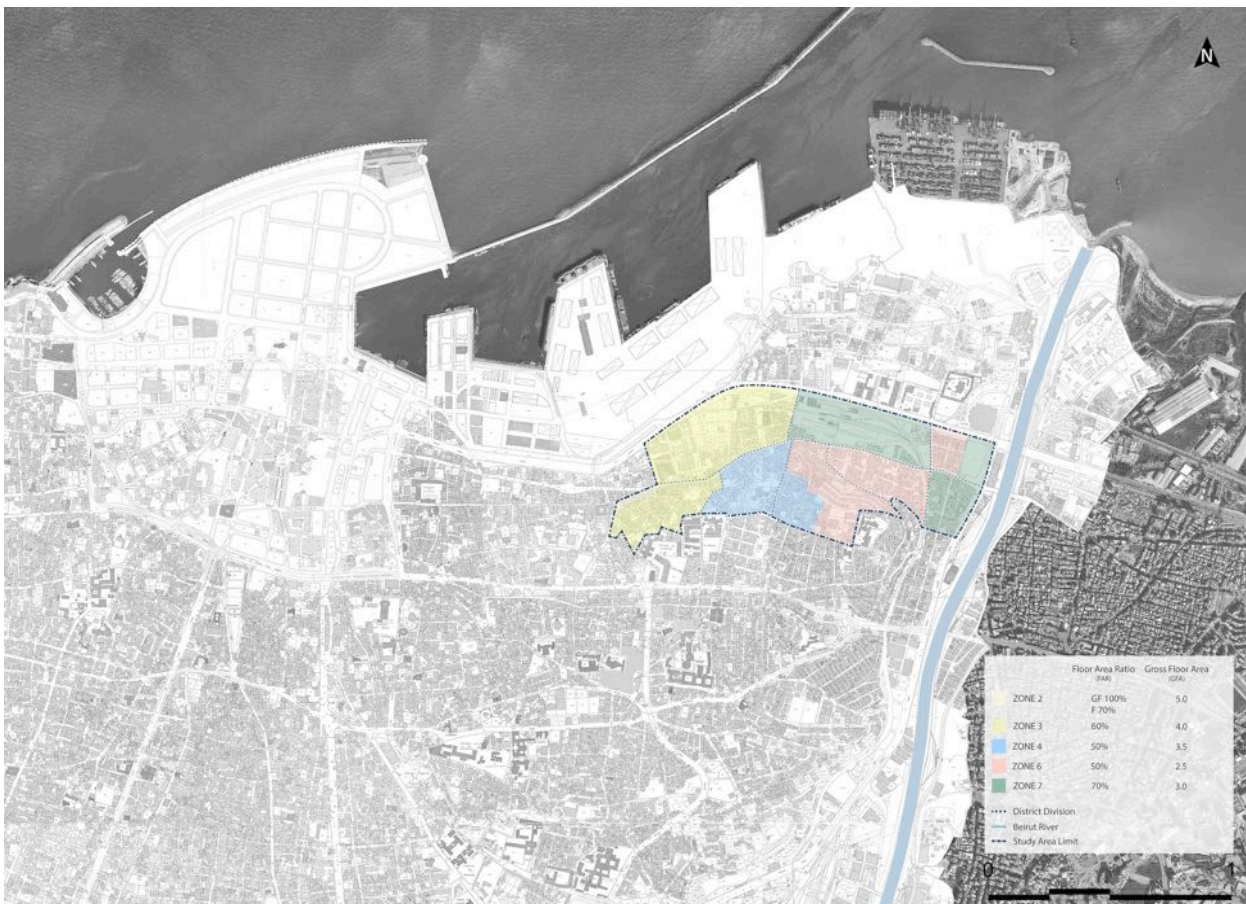 N
Floor Area Ratio Gross Floor Area
(FAR) (GFA)
ZONE 2 GF 100% 5.0
F 70%
ZONE 3 60% 4.0
ZONE 4 50% 3.5
ZONE 6 50% 2.5
ZONE 7 70% 3.0
District Division
Beirut River
Study Area Limit
0 1